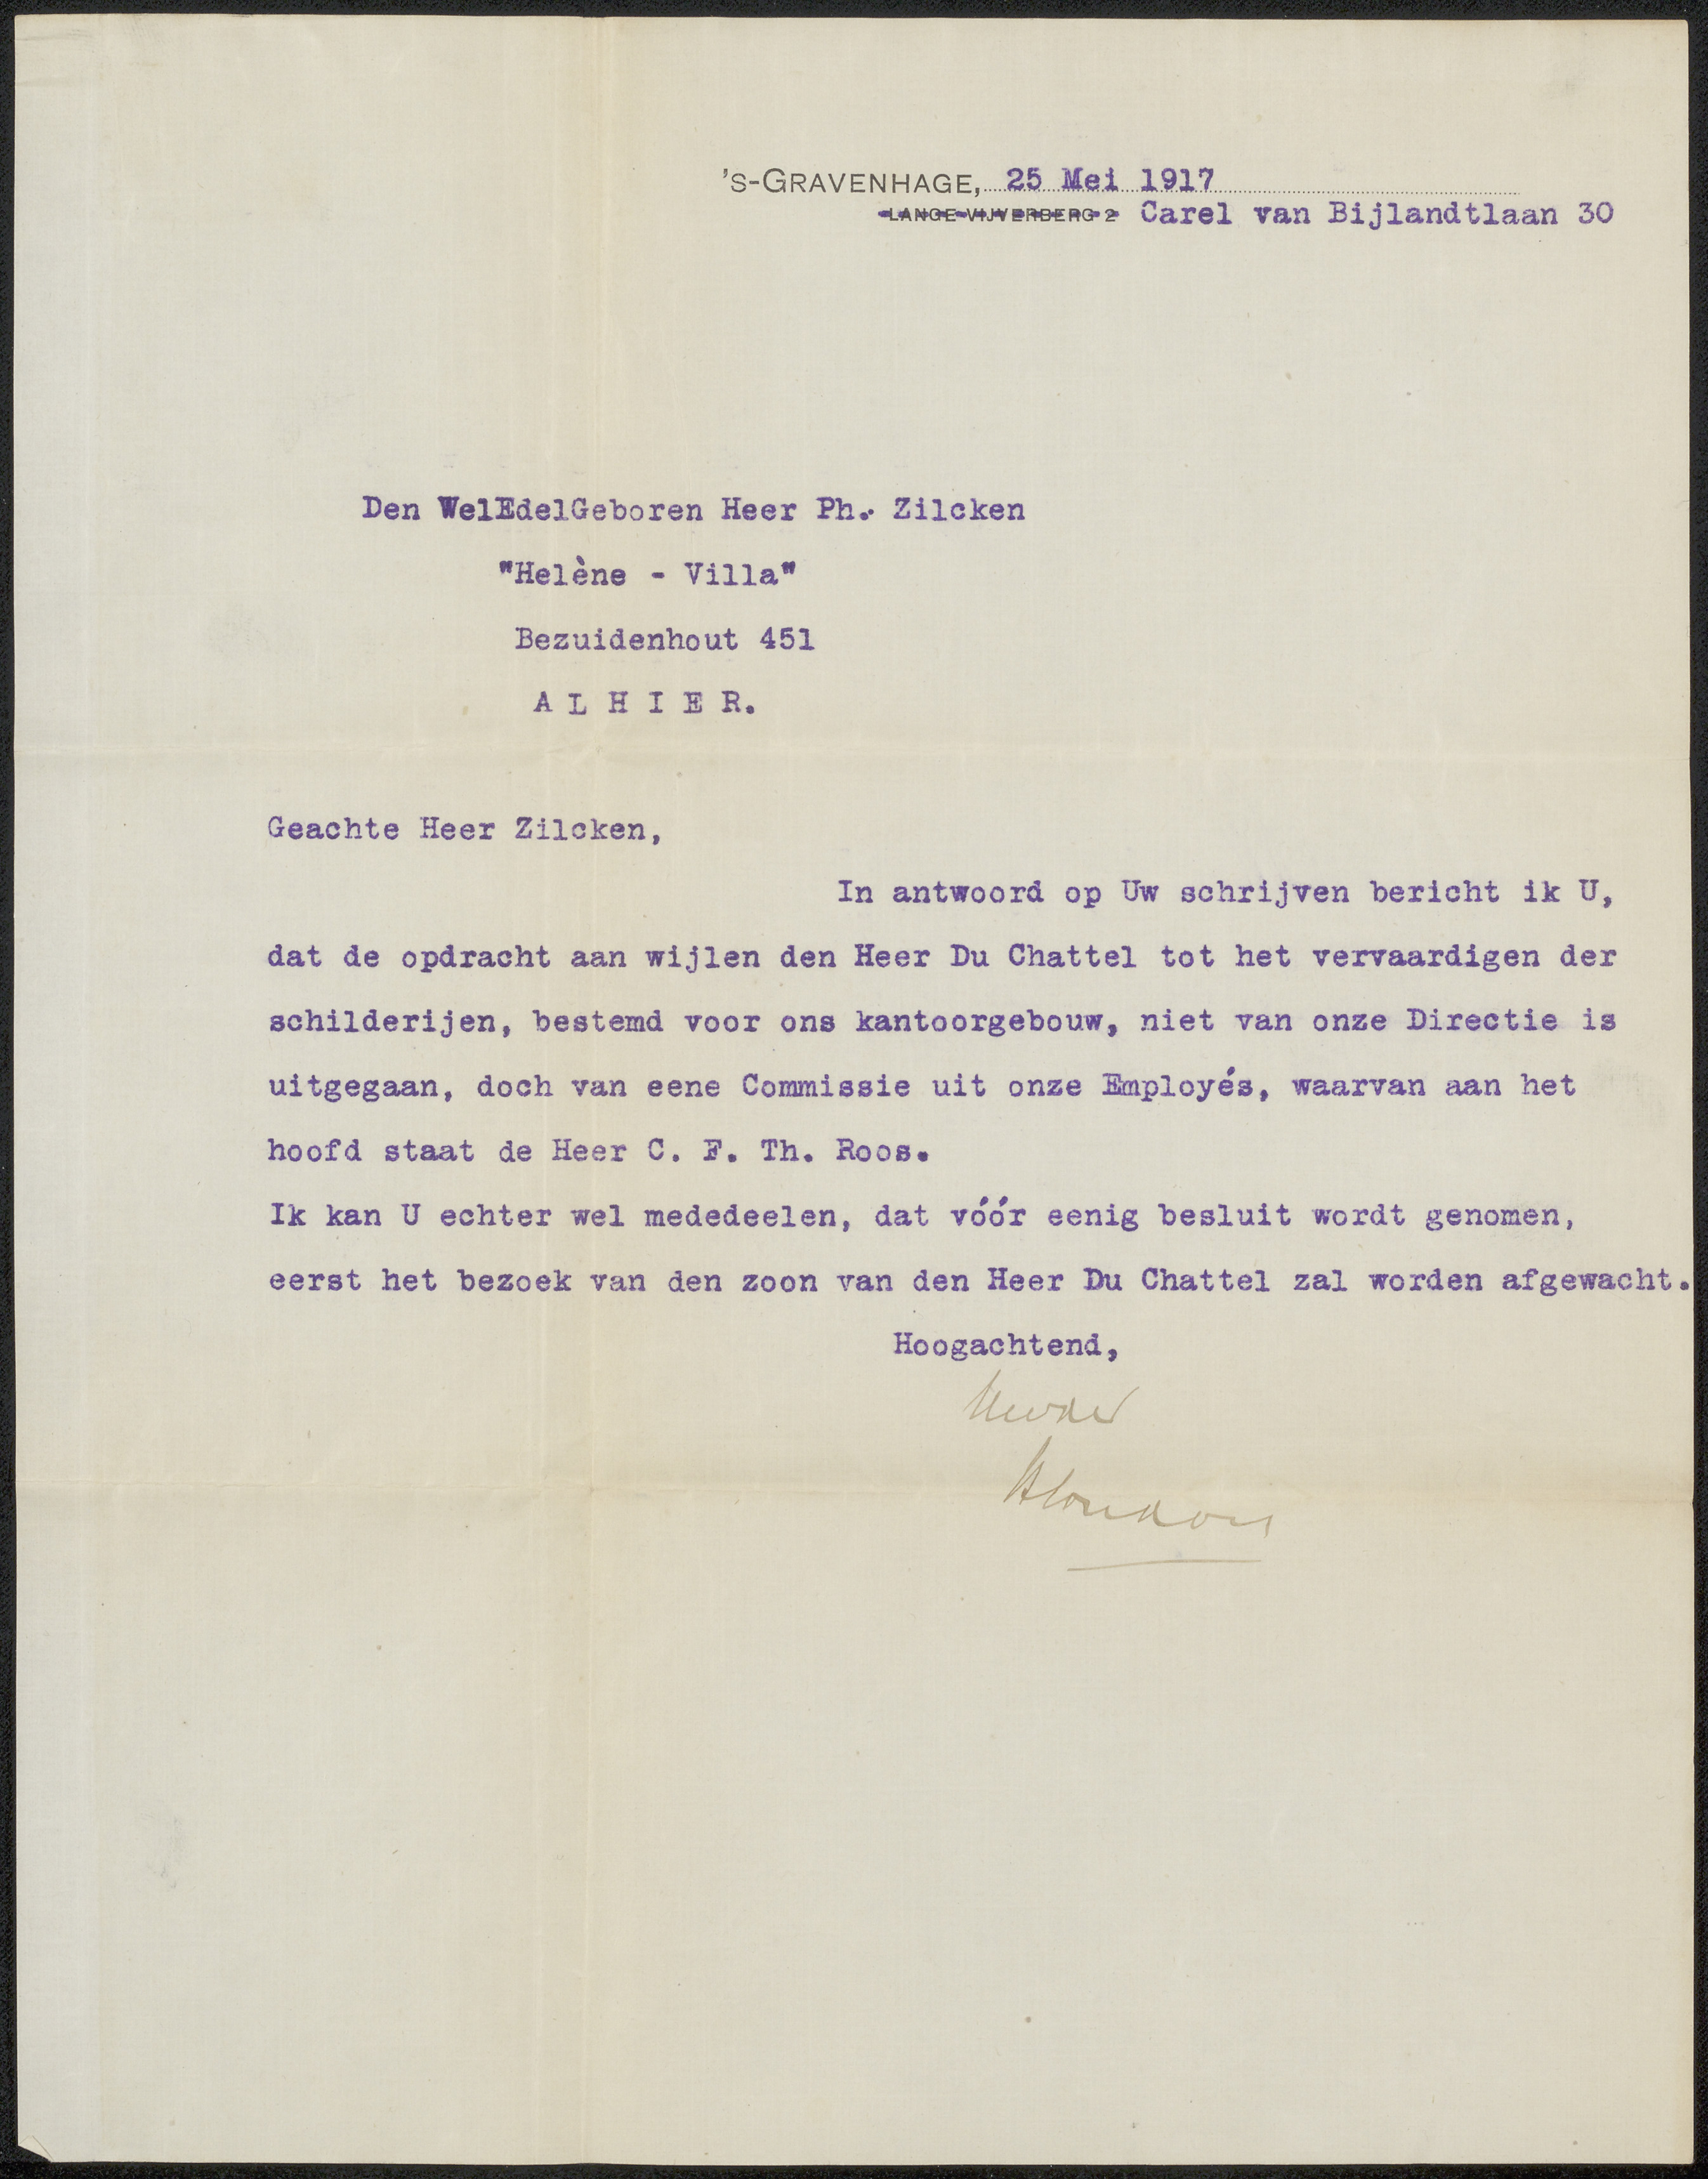 'S-GRAVENHAGE, 25 Mei 1917
LANGE VIJVERBERG 2 Carel van Bijlandtlaan 30
Den WelEdelGeboren Heer Ph. Zilcken
"Helène - Villa"
Bezuidenhout 451
A L H I E R.
Geachte Heer Zilcken,
In antwoord op Uw schrijven bericht ik U,
dat de opdracht aan wijlen den Heer Du Chattel tot het vervaardigen der
schilderijen, bestemd voor ons kantoorgebouw, niet van onze Directie is
uitgegaan, doch van eene Commissie uit onze Employés, waarvan aan het
hoofd staat de Heer C. F. Th. Roos.
Ik kan U echter wel mededeelen, dat vóór eenig besluit wordt genomen,
eerst het bezoek van den zoon van den Heer Du Chattel zal worden afgewacht.
Hoogachtend,